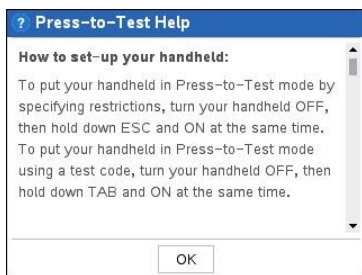 ? Press-to-Test Help
How to set-up your handheld:
To put your handheld in Press-to-Test mode by
specifying restrictions, turn your handheld OFF,
then hold down ESC and ON at the same time.
To put your handheld in Press-to-Test mode
using a test code, turn your handheld OFF, then
hold down TAB and ON at the same time.
OK